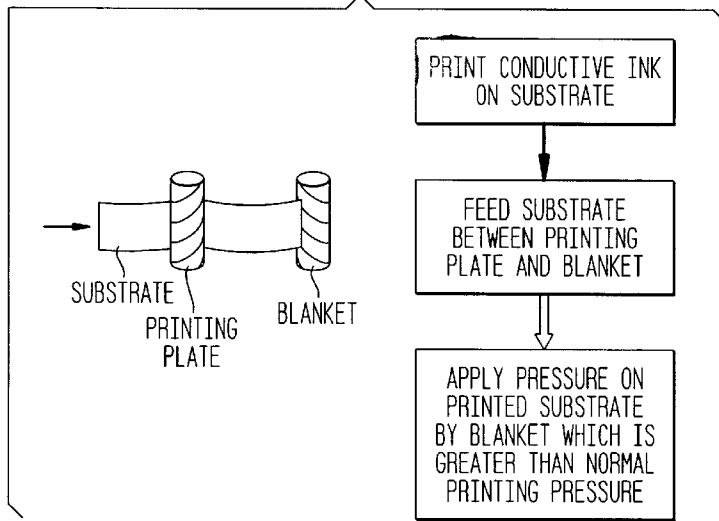 SUBSTRATE
PRINTING
PLATE
BLANKET
PRINT CONDUCTIVE INK
ON SUBSTRATE
FEED SUBSTRATE
BETWEEN PRINTING
PLATE AND BLANKET
APPLY PRESSURE ON
PRINTED SUBSTRATE
BY BLANKET WHICH IS
GREATER THAN NORMAL
PRINTING PRESSURE